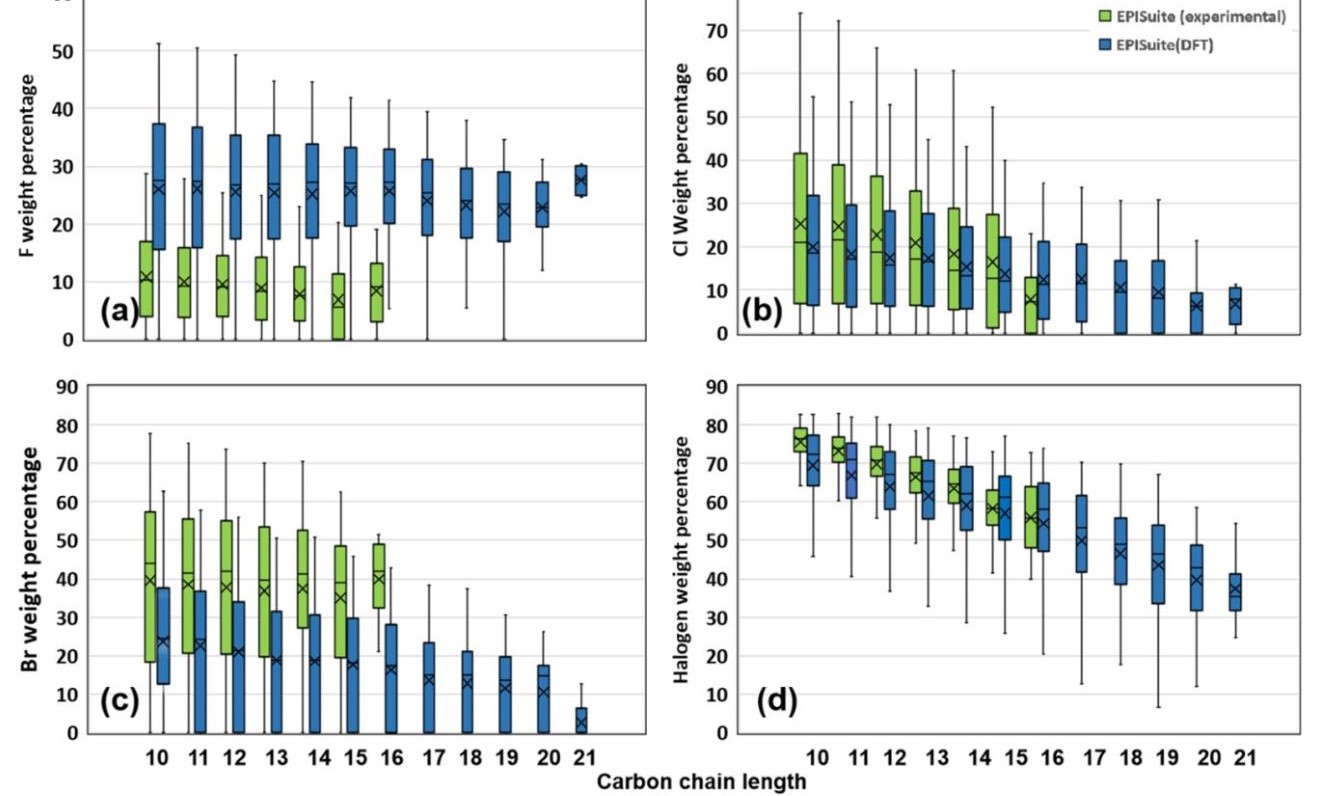 F weight percentage
50
40
30
20
10
0
(a)
Cl Weight percentage
70
60
50
40
30
20
10
0
EPISuite (experimental)
EPISuite(DFT)
(b)
Br weight percentage
90
80
70
60
50
40
30
20
10
0
(c)
10 11 12 13 14 15 16 17 18 19 20 21
Halogen weight percentage
90
80
70
60
50
40
30
20
10
0
(d)
10 11 12 13 14 15 16 17 18 19 20 21
Carbon chain length